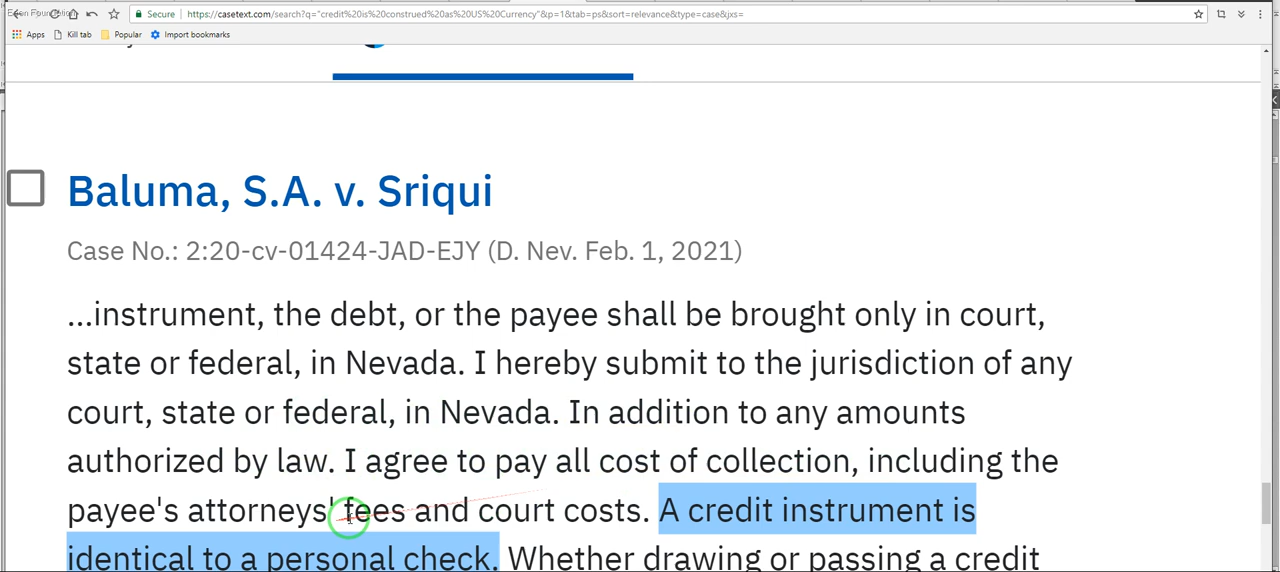 Secure https://casetext.com/search?q="credit%20is%20construed%20as%20US%20Currency"&p=1&tab=ps&sort=relevance&type=case&jxs=
Apps Kill tab Popular Import bookmarks
Baluma, S.A. v. Sriqui
Case No.: 2:20-cv-01424-JAD-EJY (D. Nev. Feb. 1, 2021)
...instrument, the debt, or the payee shall be brought only in court,
state or federal, in Nevada. I hereby submit to the jurisdiction of any
court, state or federal, in Nevada. In addition to any amounts
authorized by law. I agree to pay all cost of collection, including the
payee's attorneys' fees and court costs. A credit instrument is
identical to a personal check. Whether drawing or passing a credit